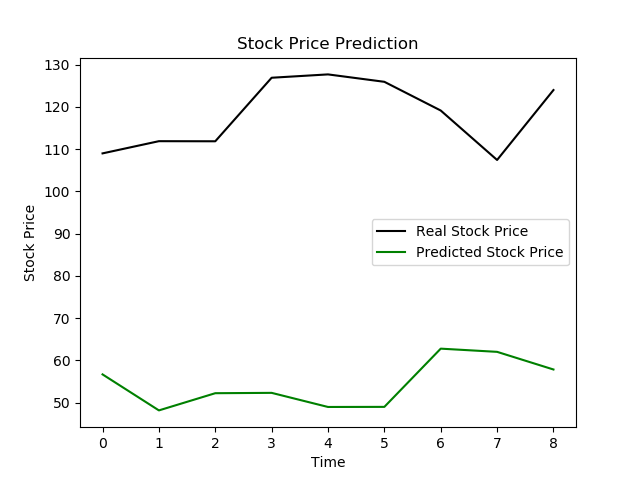 Stock Price Prediction
130
120
110
100
90
80
70
60
50
Stock Price
Real Stock Price
Predicted Stock Price
0 1 2 3 4 5 6 7 8
Time